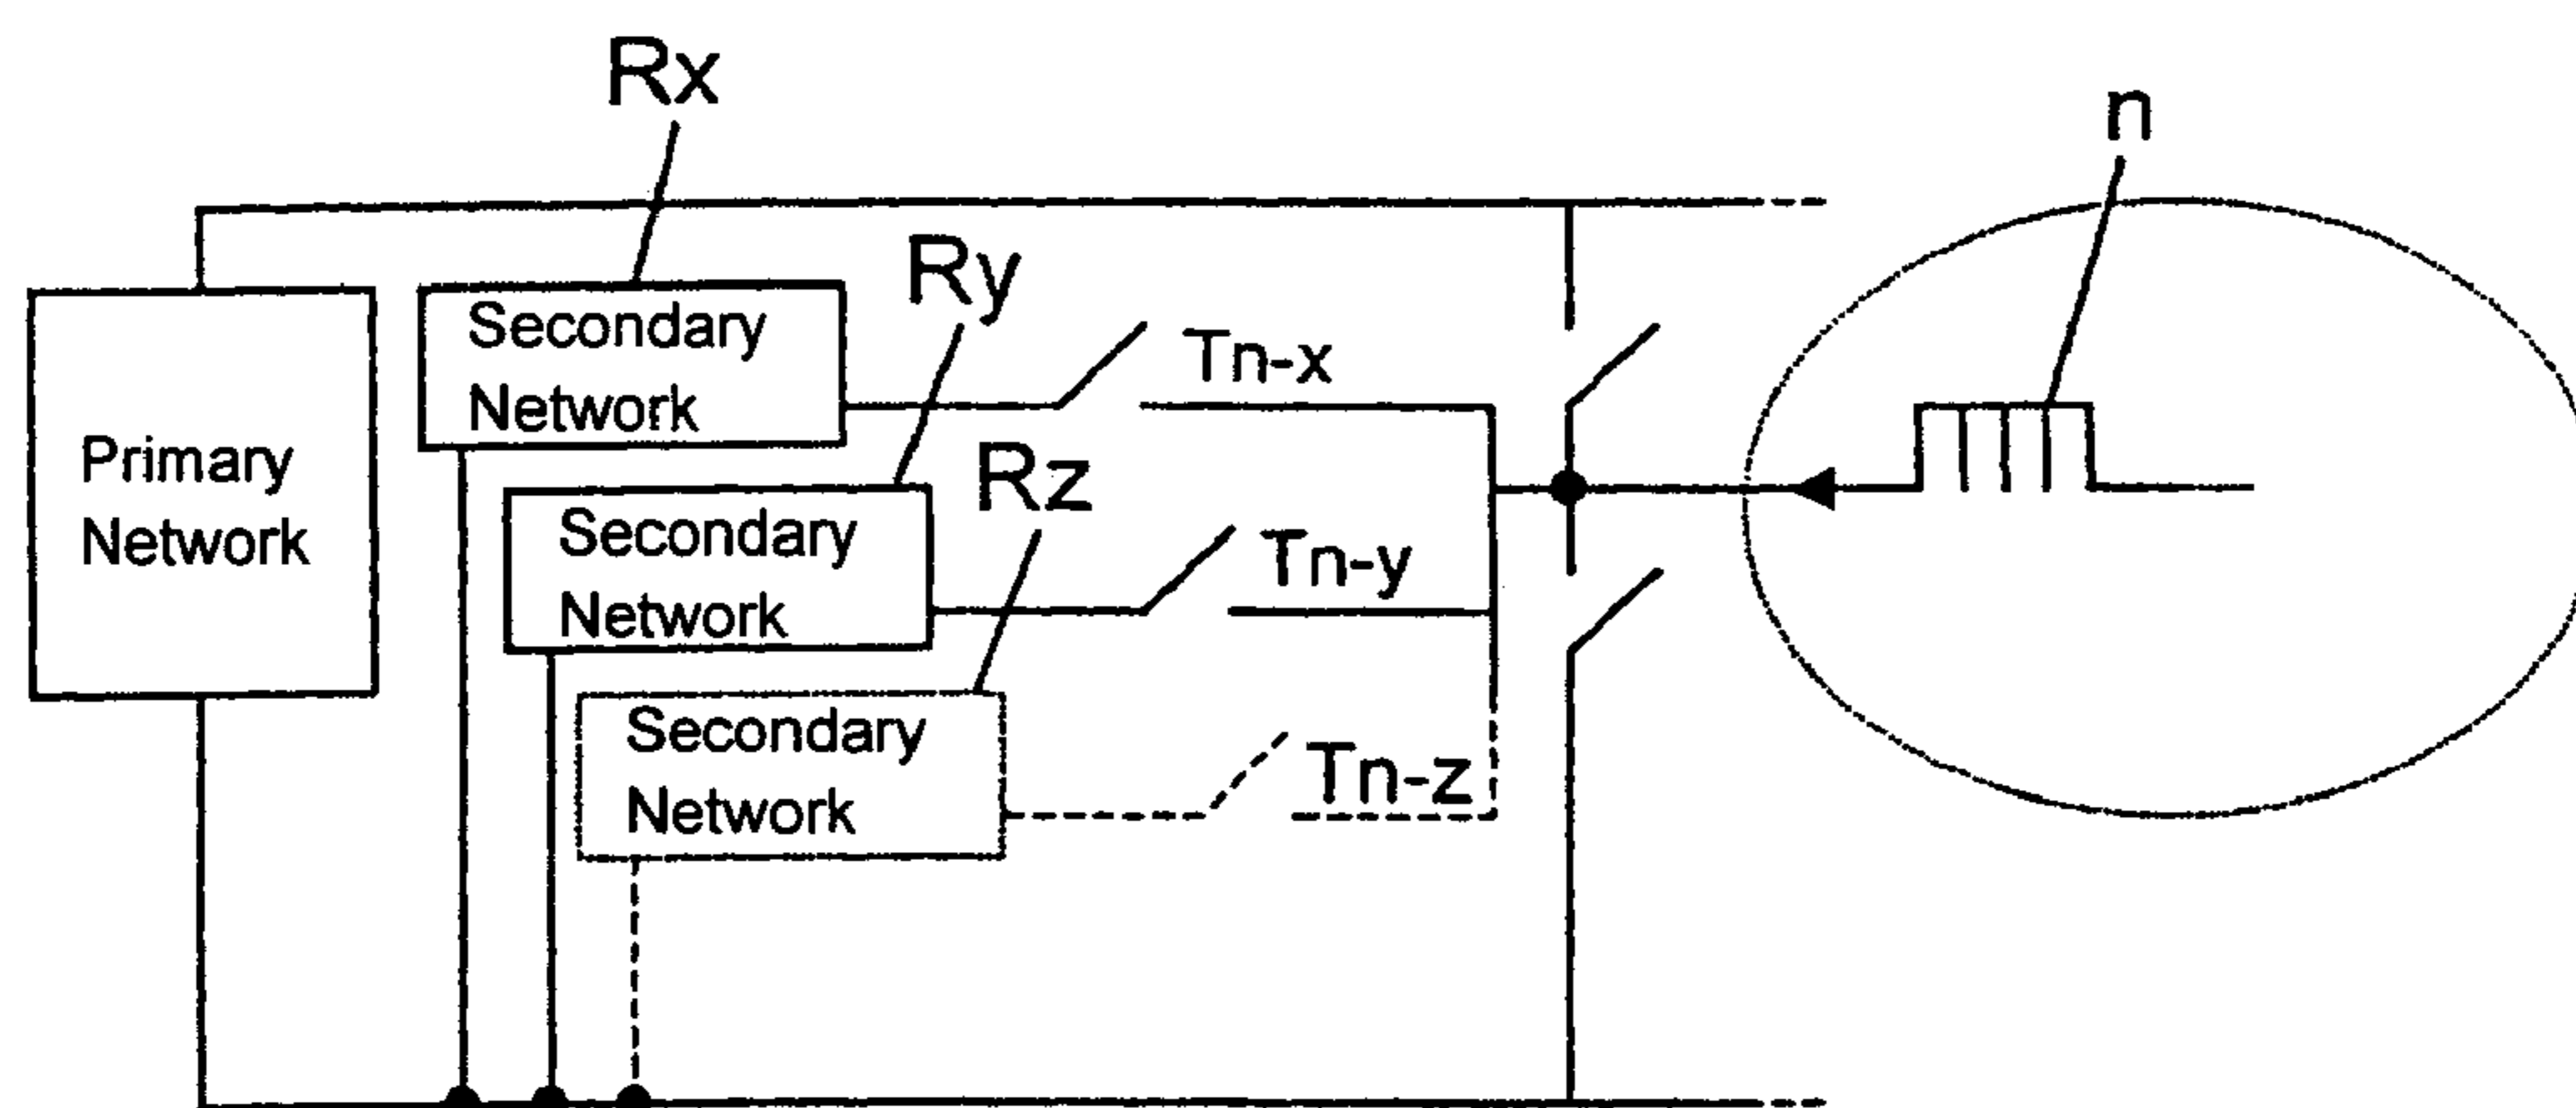 Rx
n
Ry
Secondary
Network
Tn-x
Primary
Network
Rz
Secondary
Network
Tn-y
Secondary
Network
Tn-z